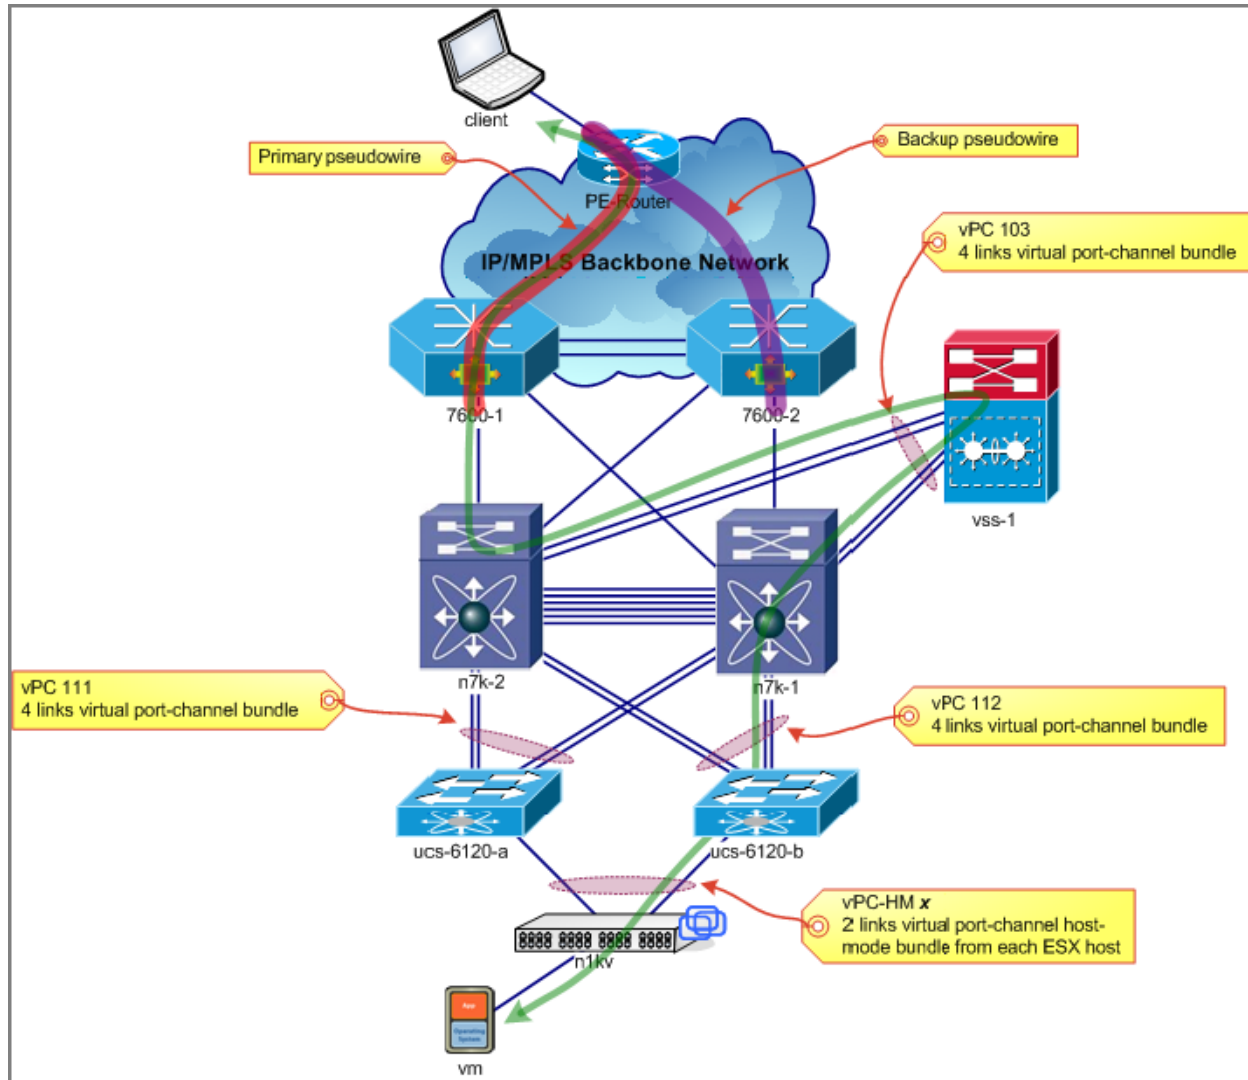 client
Primary pseudowire
Backup pseudowire
PE-Router
vPC 103
4 links virtual port-channel bundle
IP/MPLS Backbone Network
7600-1
7600-2
vss-1
n7k-2
n7k-1
vPC 111
4 links virtual port-channel bundle
vPC 112
4 links virtual port-channel bundle
ucs-6120-a
ucs-6120-b
vPC-HM x
2 links virtual port-channel host-
mode bundle from each ESX host
n1kv
App
Operating
System
vm